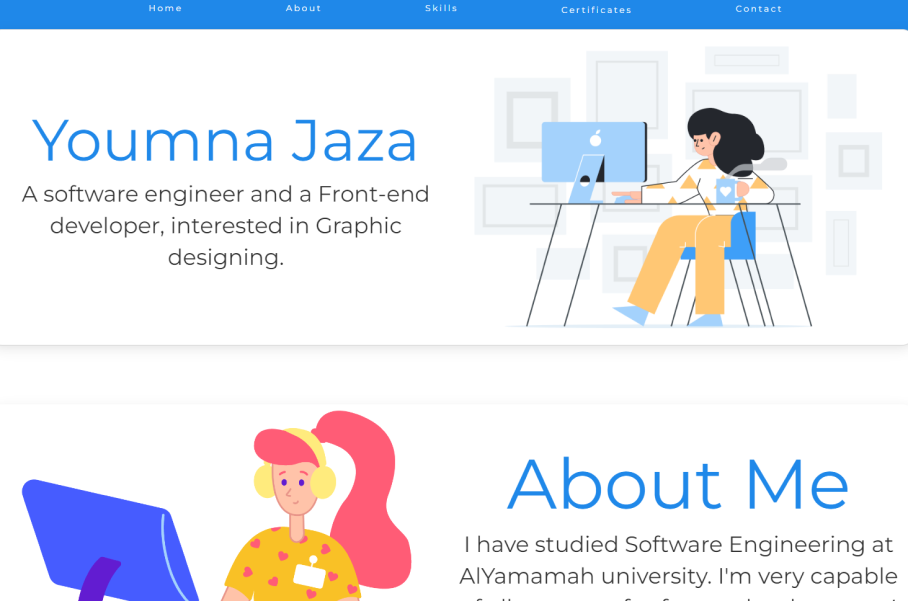 Home About Skills Certificates Contact
Youmna Jaza
A software engineer and a Front-end
developer, interested in Graphic
designing.
About Me
I have studied Software Engineering at
AlYamamah university. I'm very capable